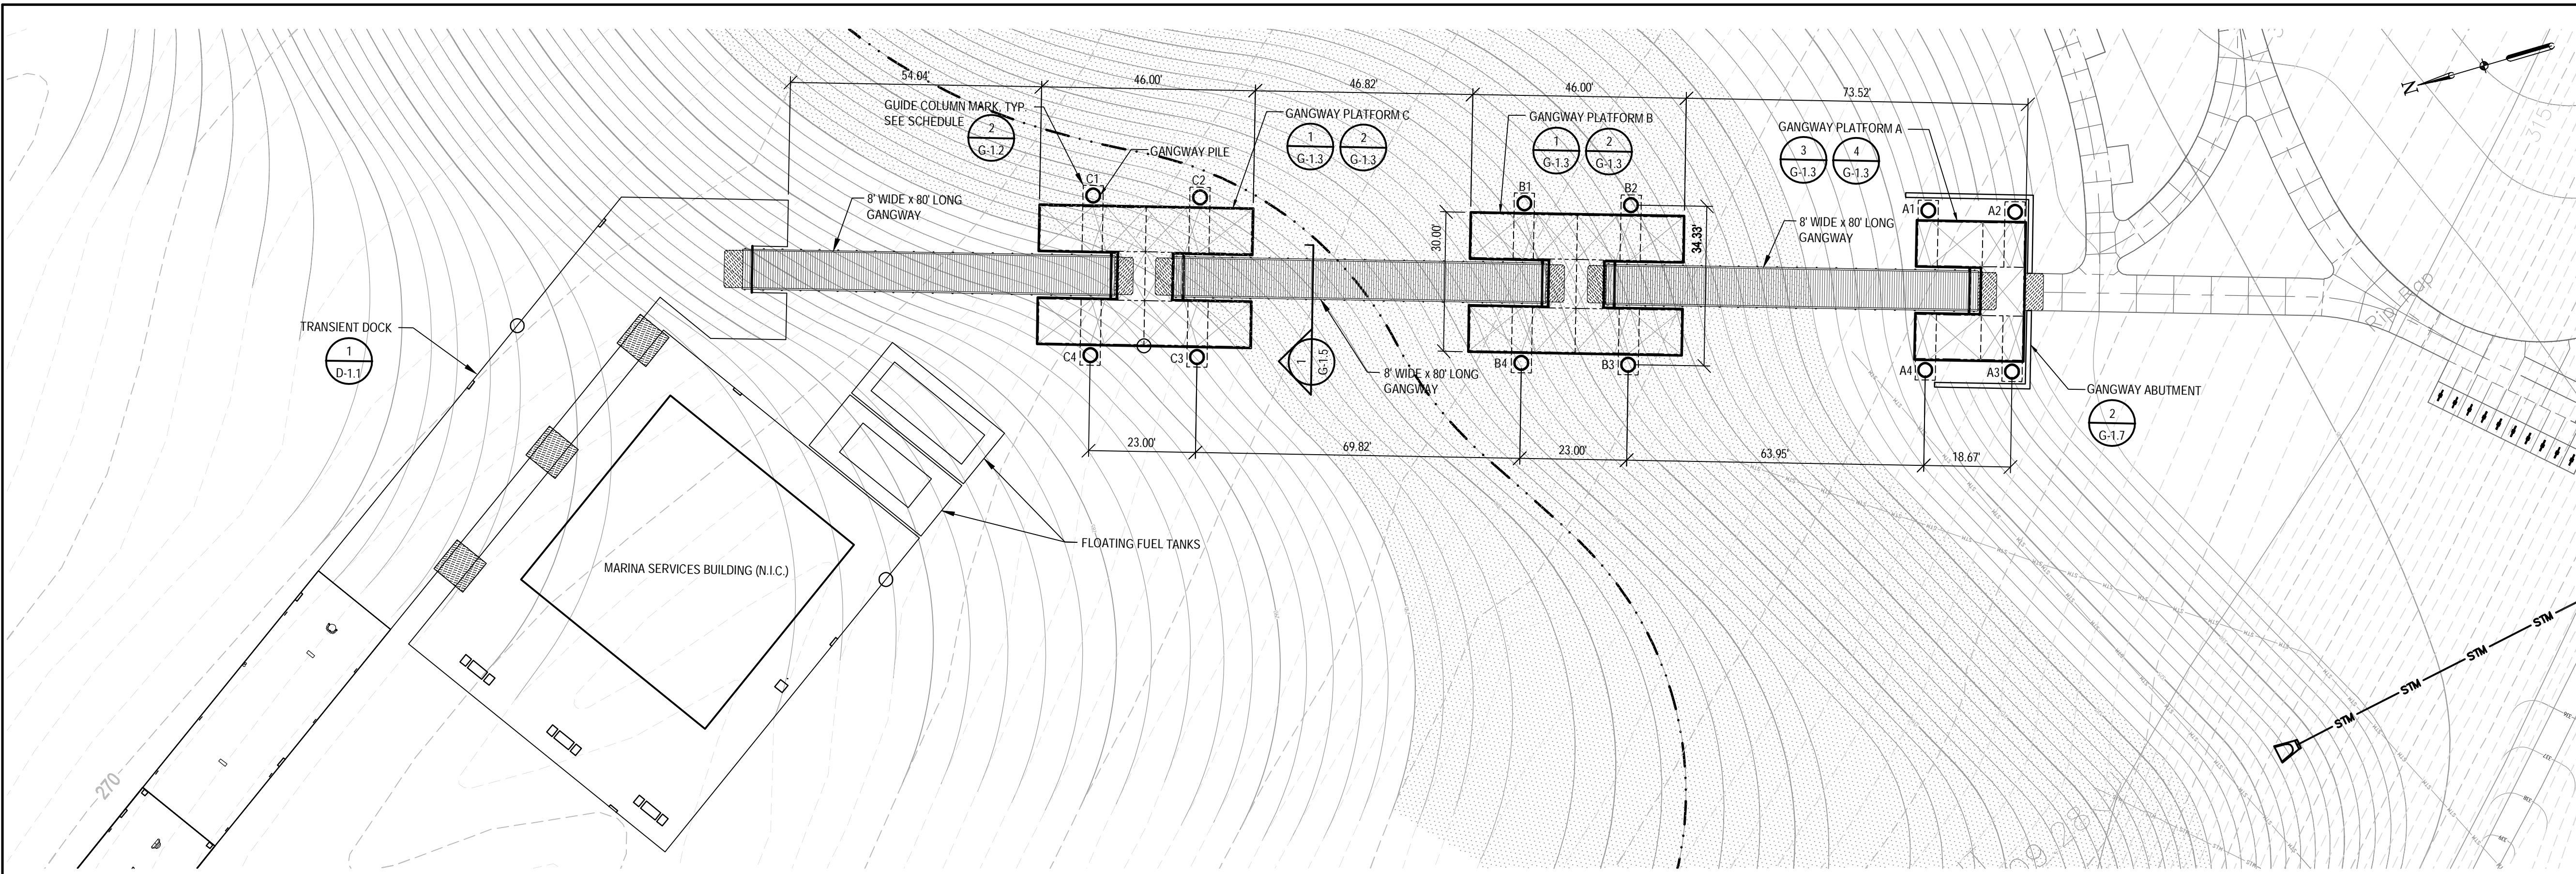 54.04'
46.00'
46.82'
46.00'
73.52'
N
315
GUIDE COLUMN MARK, TYP.
SEE SCHEDULE
2
G-1.2
GANGWAY PILE
GANGWAY PLATFORM C
1
G-1.3
2
G-1.3
GANGWAY PLATFORM B
1
G-1.3
2
G-1.3
GANGWAY PLATFORM A
3
G-1.3
4
G-1.3
C1
C2
B1
B2
A1
A2
8' WIDE x 80' LONG
GANGWAY
8' WIDE x 80' LONG
GANGWAY
30.00'
34.33'
Rip Rap
TRANSIENT DOCK
1
D-1.1
C4
C3
1
G-1.5
8' WIDE x 80' LONG
GANGWAY
B4
B3
A4
A3
GANGWAY ABUTMENT
2
G-1.7
23.00'
69.82'
23.00'
63.95'
18.67'
FLOATING FUEL TANKS
MARINA SERVICES BUILDING (N.I.C.)
STM
STM
STM
STM
270